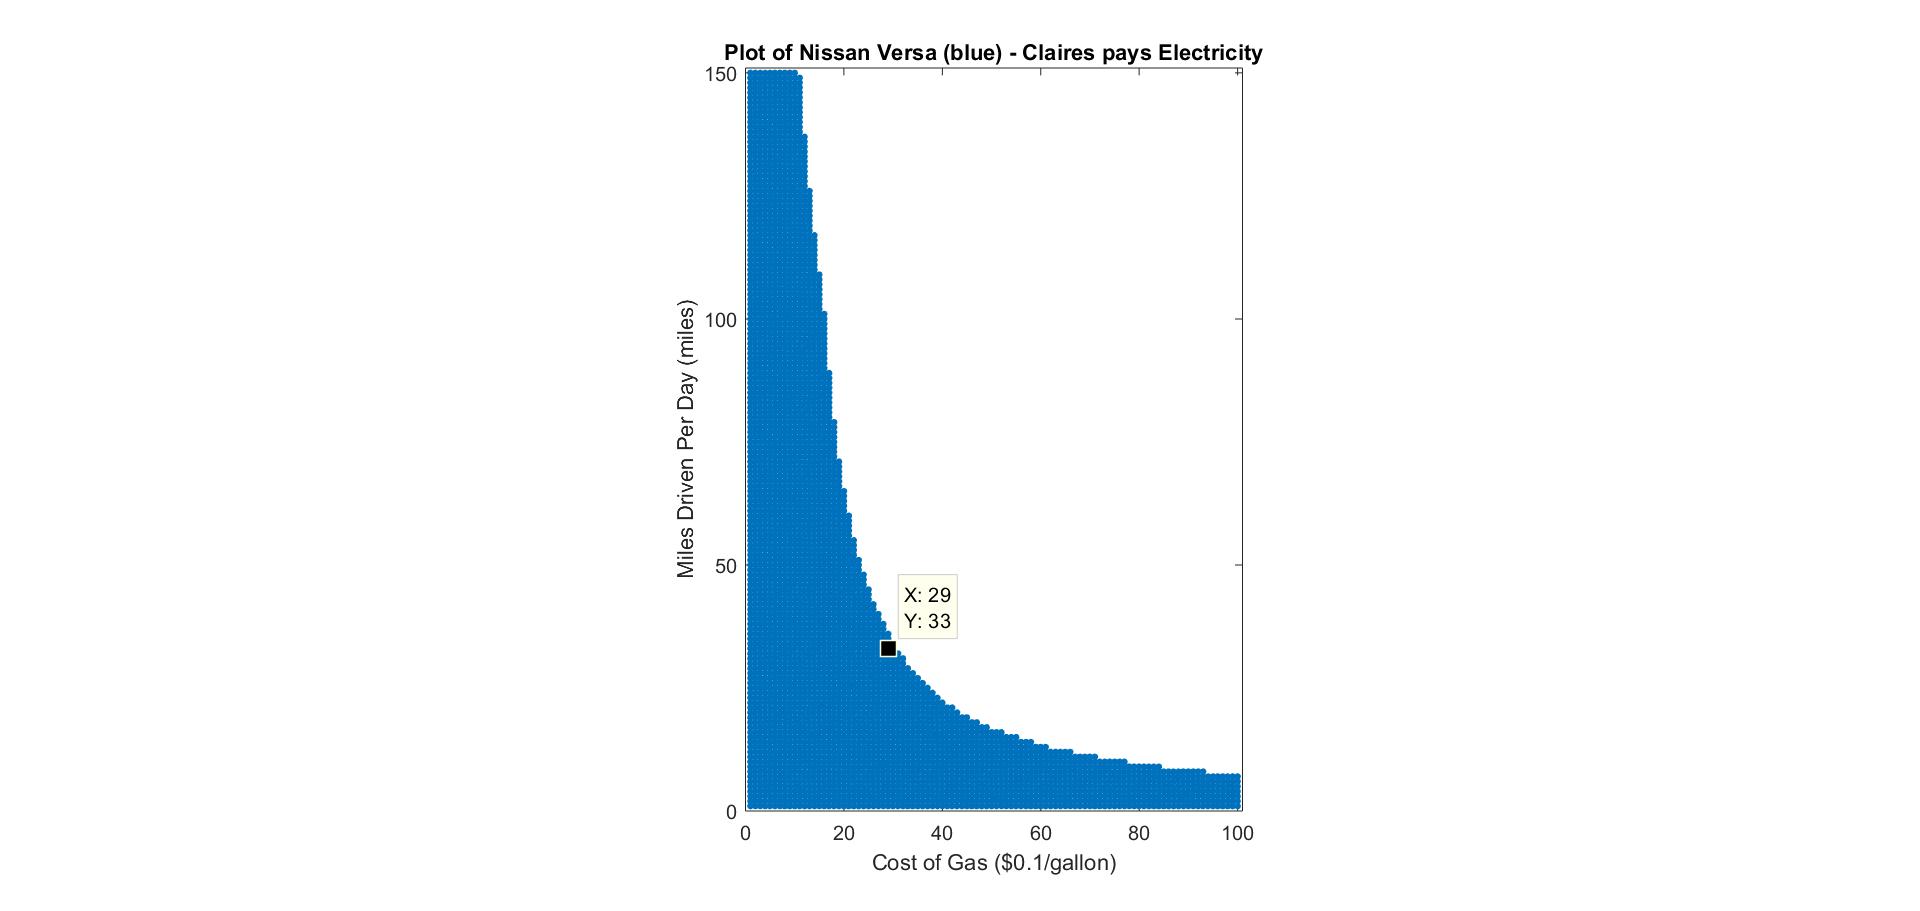 Plot of Nissan Versa (blue) - Claires pays Electricity
150
100
50
0
Miles Driven Per Day (miles)
X: 29
Y: 33
0 20 40 60 80 100
Cost of Gas ($0.1/gallon)